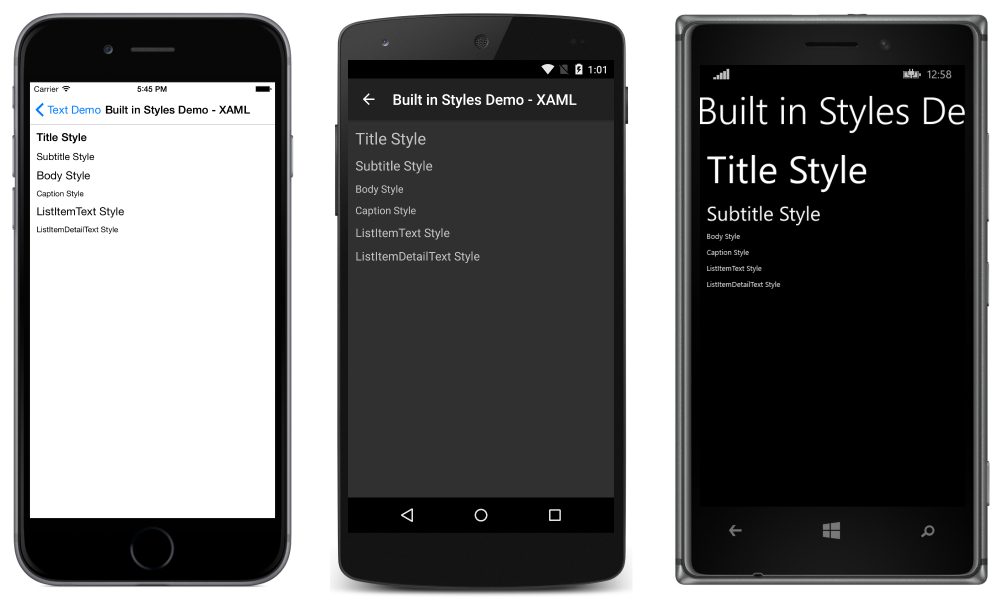 Carrier 5:45 PM
Text Demo Built in Styles Demo - XAML
Title Style
Subtitle Style
Body Style
Caption Style
ListItemText Style
ListItemDetailText Style
1:01
Built in Styles Demo - XAML
Title Style
Subtitle Style
Body Style
Caption Style
ListItemText Style
ListItemDetailText Style
12:58
Built in Styles De
Title Style
Subtitle Style
Body Style
Caption Style
ListItemText Style
ListItemDetailText Style